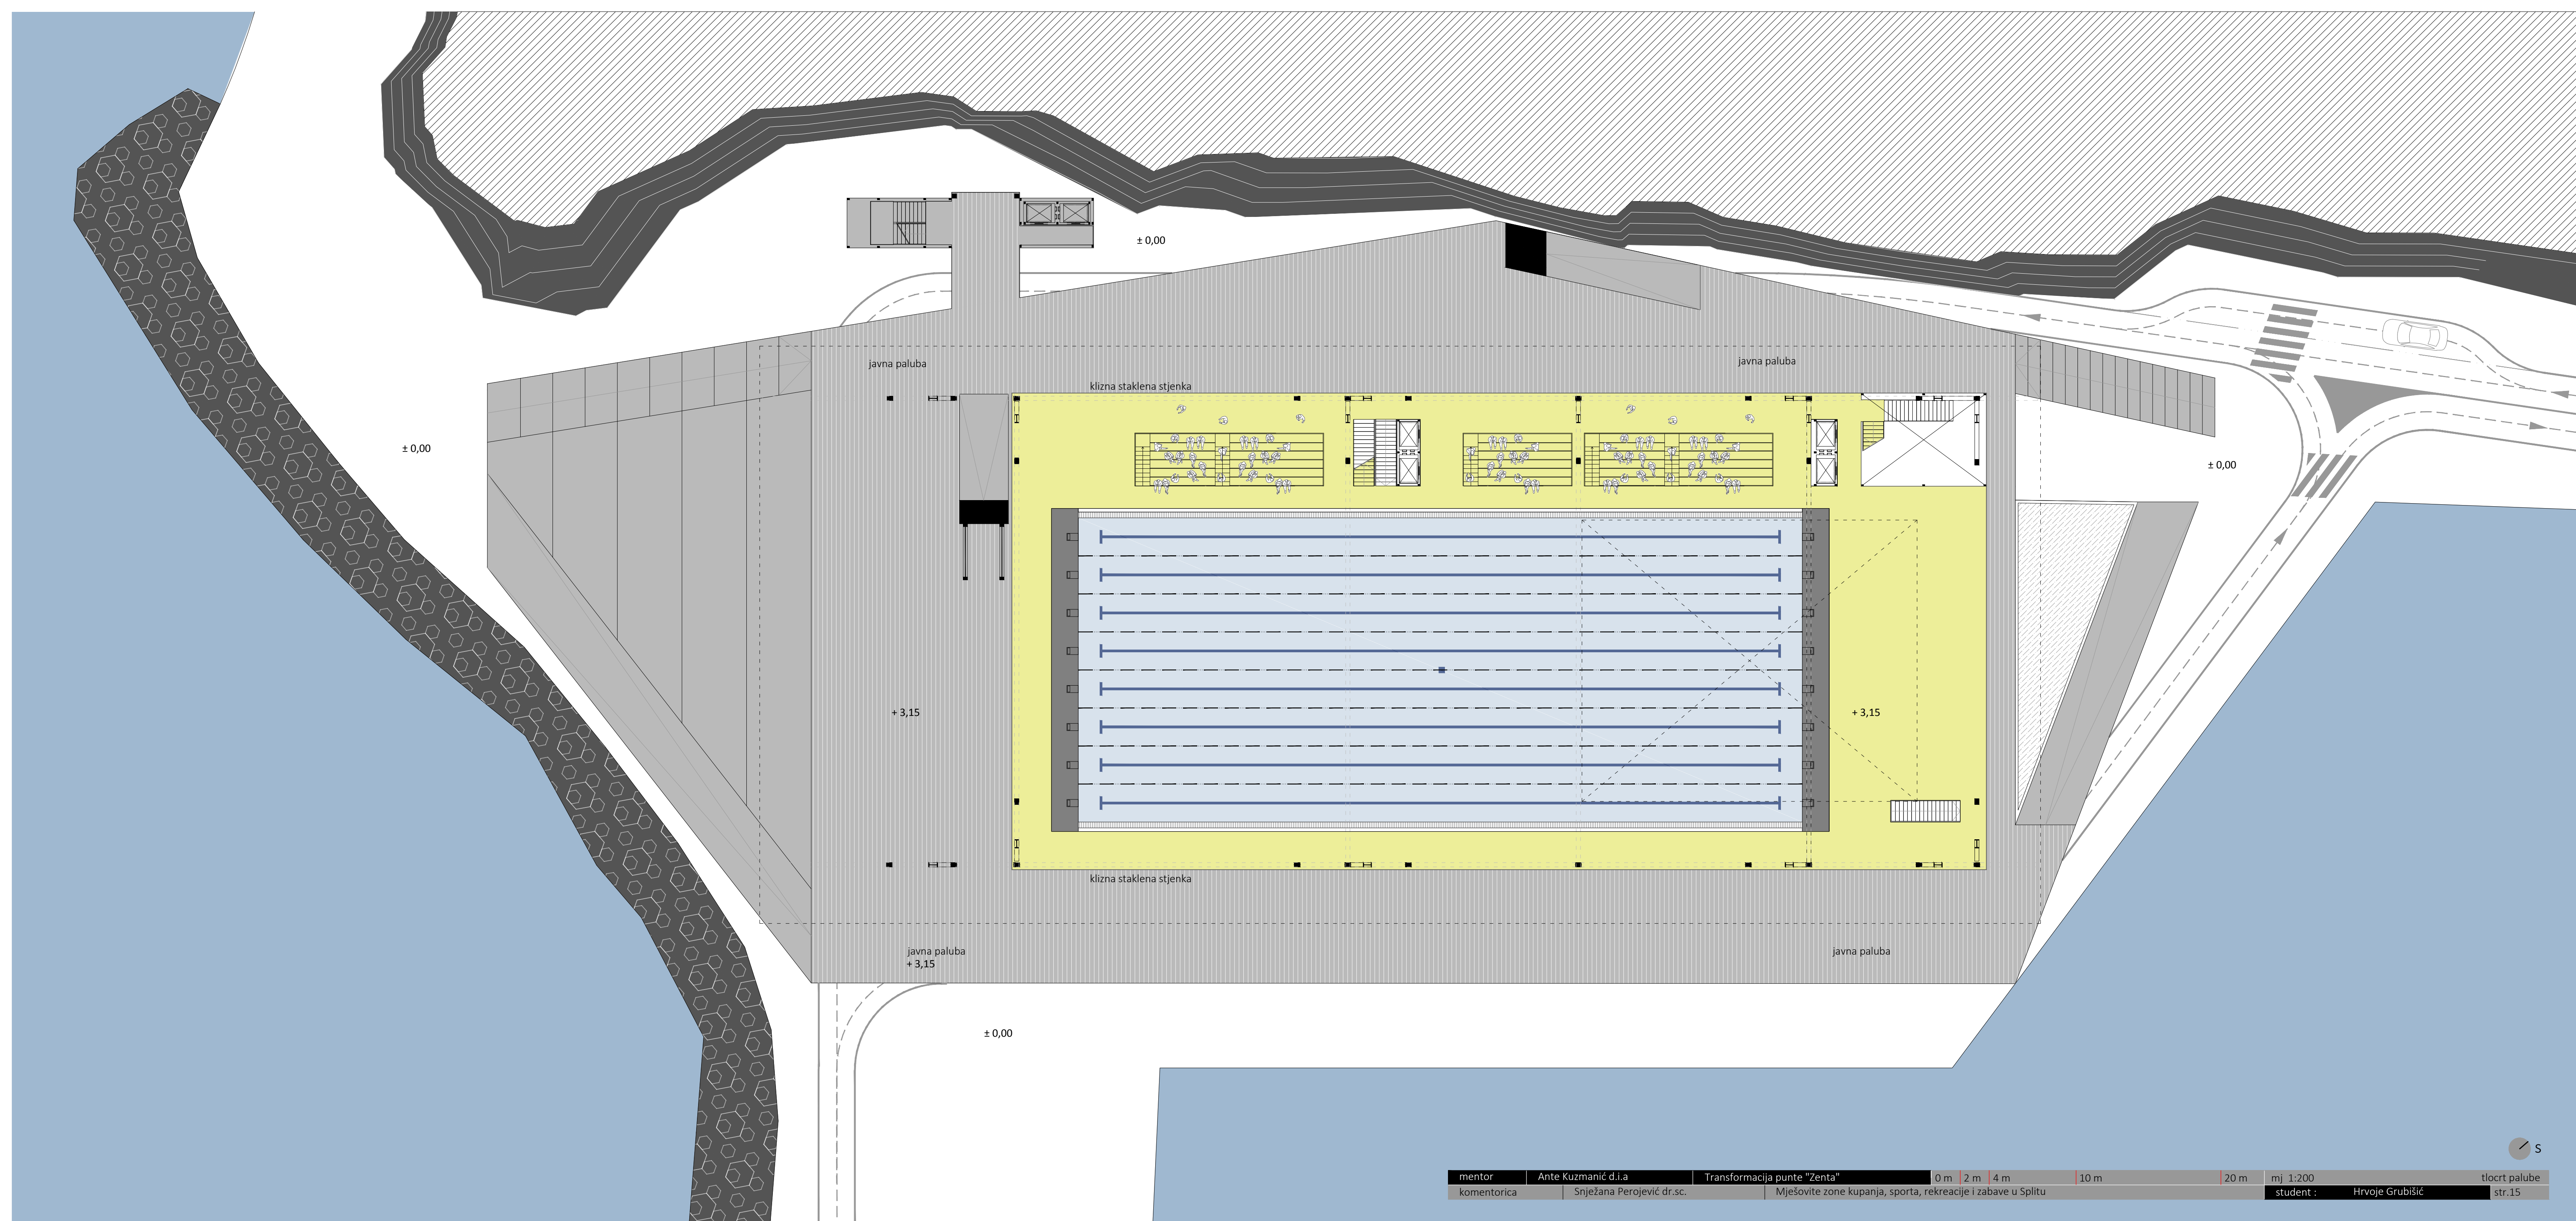 ± 0,00
javna paluba
javna paluba
klizna staklena stjenka
± 0,00
± 0,00
+ 3,15
+ 3,15
klizna staklena stjenka
javna paluba
+ 3,15
javna paluba
± 0,00
S
mentor Ante Kuzmanić d.i.a Transformacija punte "Zenta" 0 m 2 m 4 m 10 m 20 m mj 1:200 tlocrt palube
komentorica Snježana Perojević dr.sc. Mješovite zone kupanja, sporta, rekreacije i zabave u Splitu student : Hrvoje Grubišić str.15